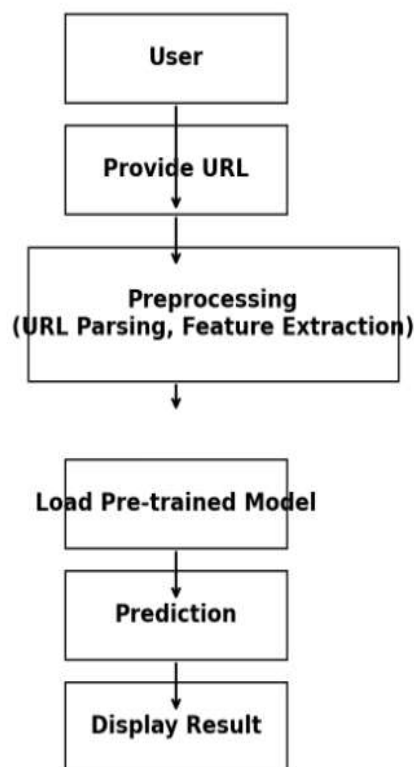 User
Provide URL
Preprocessing
(URL Parsing, Feature Extraction)
Load Pre-trained Model
Prediction
Display Result